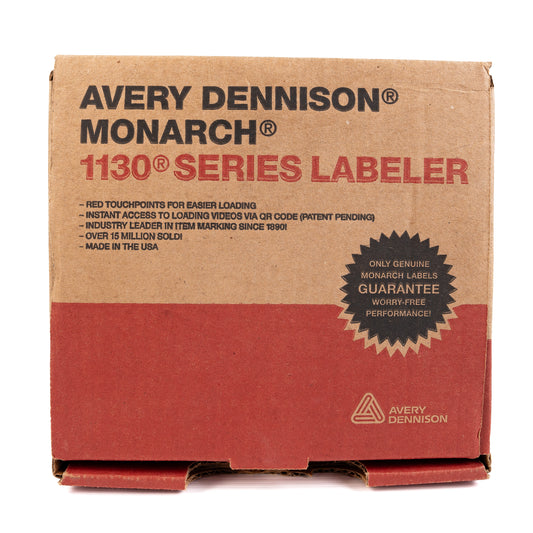 AVERY DENNISON®
MONARCH®
1130® SERIES LABELER
- RED TOUCHPOINTS FOR EASIER LOADING
- INSTANT ACCESS TO LOADING VIDEOS VIA QR CODE (PATENT PENDING)
- INDUSTRY LEADER IN ITEM MARKING SINCE 1890!
- OVER 15 MILLION SOLD!
- MADE IN THE USA
ONLY GENUINE
MONARCH LABELS
GUARANTEE
WORRY-FREE
PERFORMANCE!
AVERY
DENNISON